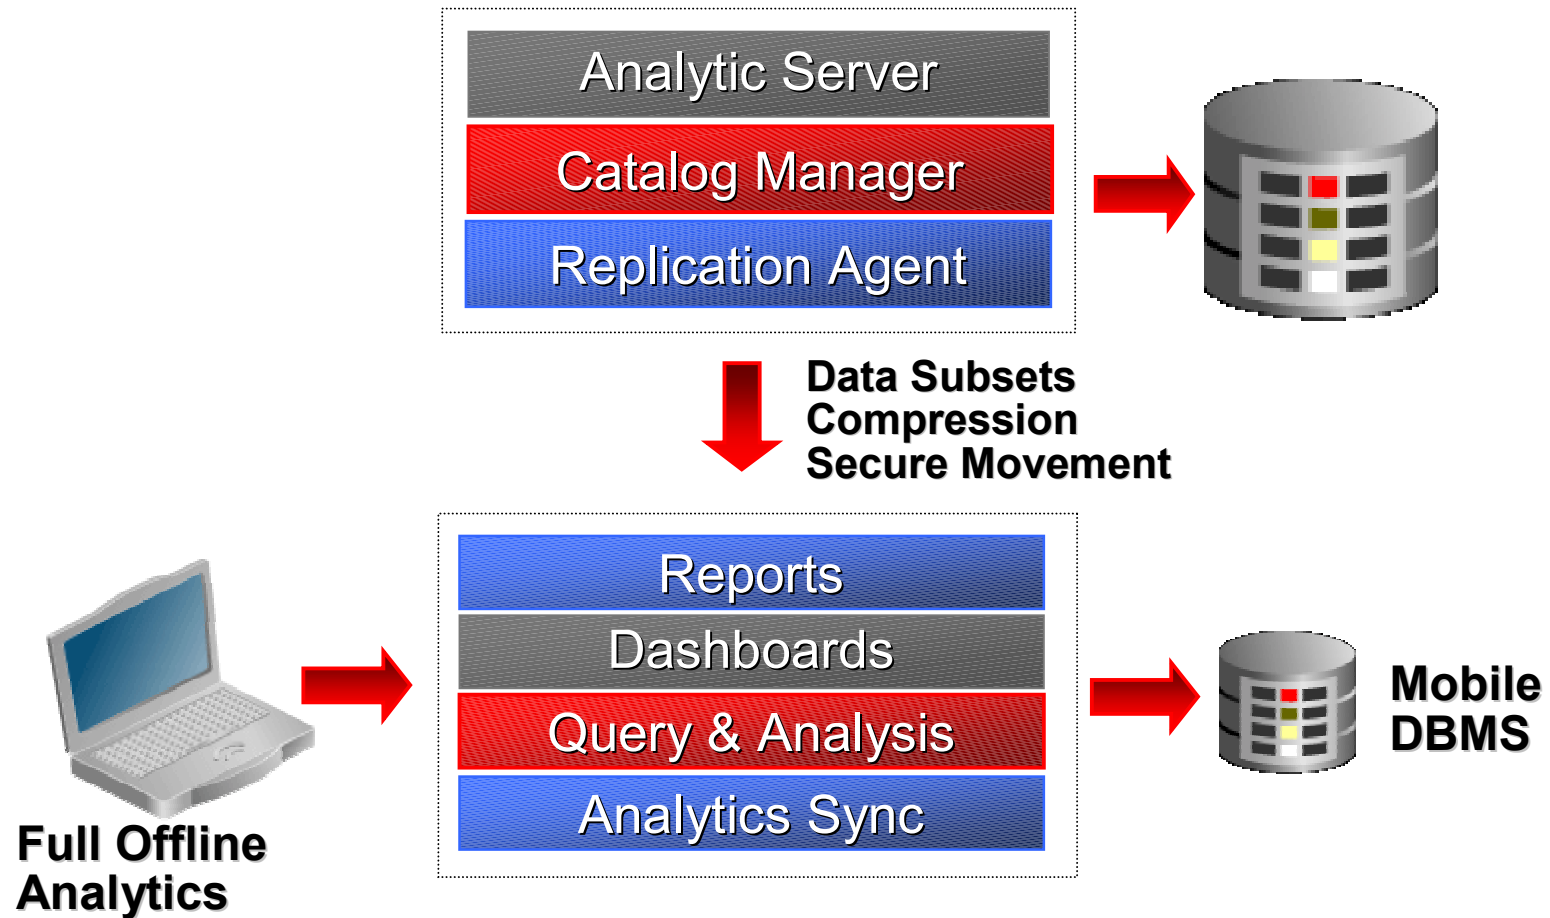 Analytic Server
Catalog Manager
Replication Agent
Data Subsets
Compression
Secure Movement
Reports
Dashboards
Query & Analysis
Analytics Sync
Full Offline
Analytics
Mobile
DBMS